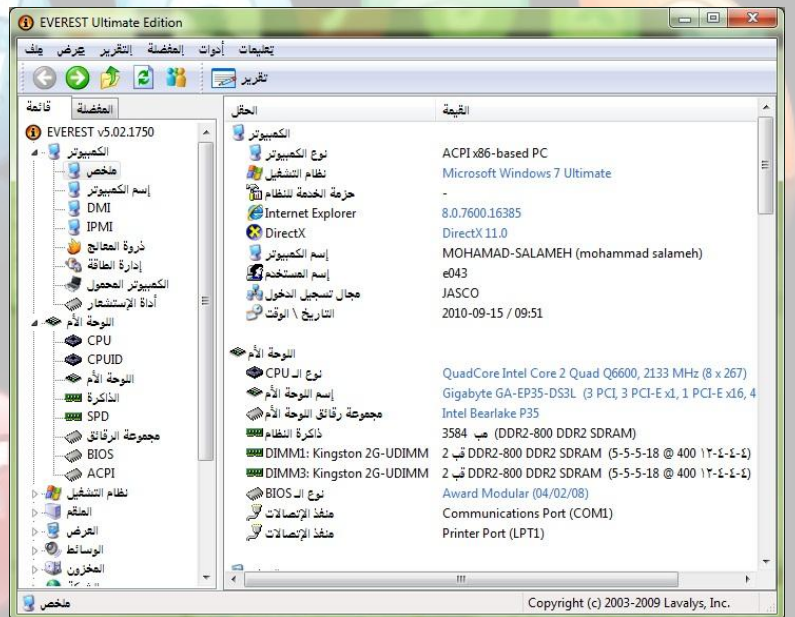 EVEREST Ultimate Edition
ملف عرض التقرير المفضلة أدوات تعليمات
تقرير
قائمة المفضلة
EVEREST v5.02.1750
الكمبيوتر
ملخص
إسم الكمبيوتر
DMI
IPMI
ذروة المعالج
إدارة الطاقة
الكمبيوتر المحمول
أداة الإستشعار
اللوحة الأم
CPU
CPUID
اللوحة الأم
الذاكرة
SPD
مجموعة الرقائق
BIOS
ACPI
نظام التشغيل
الملقم
العرض
الوسائط
المخزون
الحقل القيمة
الكمبيوتر
نوع الكمبيوتر ACPI x86-based PC
نظام التشغيل Microsoft Windows 7 Ultimate
حزمة الخدمة للنظام -
Internet Explorer 8.0.7600.16385
DirectX DirectX 11.0
إسم الكمبيوتر MOHAMAD-SALAMEH (mohammad salameh)
إسم المستخدم e043
مجال تسجيل الدخول JASCO
التاريخ \ الوقت 2010-09-15 / 09:51
اللوحة الأم
نوع الـ CPU QuadCore Intel Core 2 Quad Q6600, 2133 MHz (8 x 267)
إسم اللوحة الأم Gigabyte GA-EP35-DS3L (3 PCI, 3 PCI-E x1, 1 PCI-E x16, 4
مجموعة رقائق اللوحة الأم Intel Bearlake P35
ذاكرة النظام 3584 مب (DDR2-800 DDR2 SDRAM)
DIMM1: Kingston 2G-UDIMM 2 قب DDR2-800 DDR2 SDRAM (5-5-5-18 @ 400 ١٢-٤-٤-٤)
DIMM3: Kingston 2G-UDIMM 2 قب DDR2-800 DDR2 SDRAM (5-5-5-18 @ 400 ١٢-٤-٤-٤)
نوع الـ BIOS Award Modular (04/02/08)
منفذ الإتصالات Communications Port (COM1)
منفذ الإتصالات Printer Port (LPT1)
ملخص
Copyright (c) 2003-2009 Lavalys, Inc.